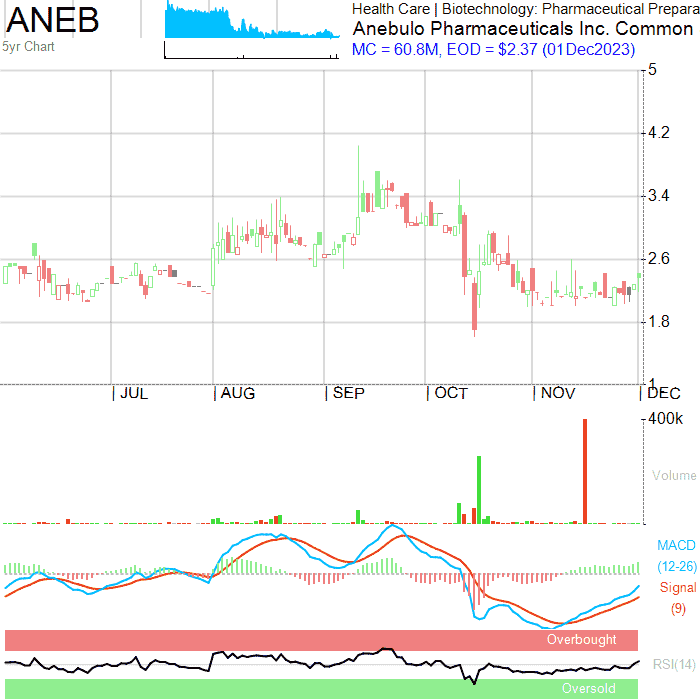 ANEB
5yr Chart
Health Care | Biotechnology: Pharmaceutical Prepara
Anebulo Pharmaceuticals Inc. Common
MC = 60.8M, EOD = $2.37 (01Dec2023)
5
4.2
3.4
2.6
1.8
1
JUL AUG SEP OCT NOV DEC
400k
Volume
MACD
(12-26)
Signal
(9)
Overbought
RSI(14)
Oversold